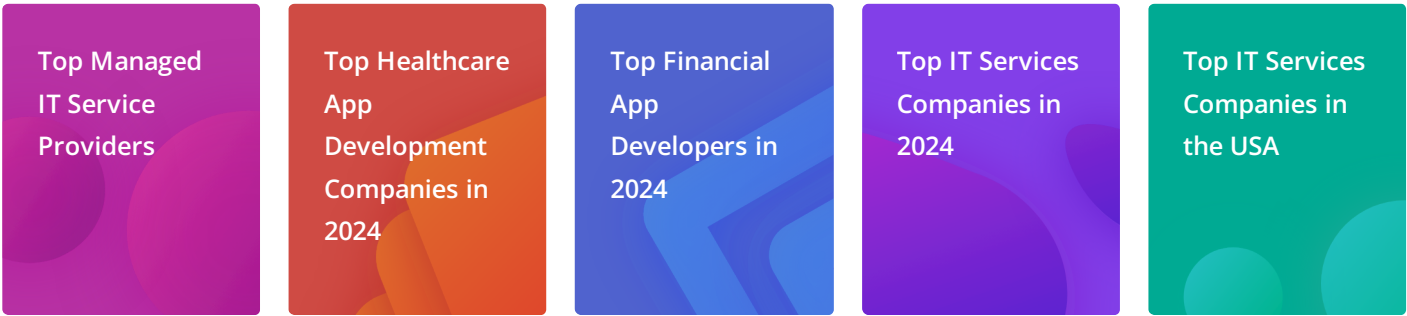 Top Managed
IT Service
Providers
Top Healthcare
App
Development
Companies in
2024
Top Financial
App
Developers in
2024
Top IT Services
Companies in
2024
Top IT Services
Companies in
the USA